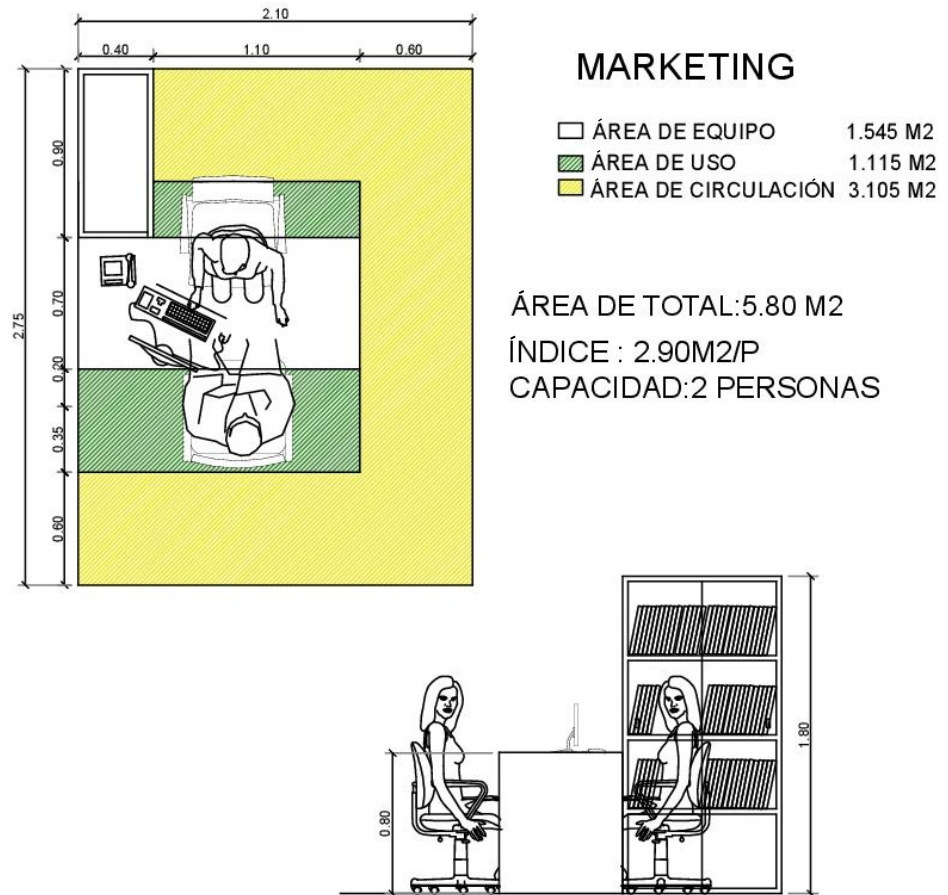 2.10
0.40 1.10 0.60
MARKETING
ÁREA DE EQUIPO 1.545 M2
ÁREA DE USO 1.115 M2
ÁREA DE CIRCULACIÓN 3.105 M2
0.90
0.70
2.75
0.20
0.35
0.60
ÁREA DE TOTAL:5.80 M2
ÍNDICE : 2.90M2/P
CAPACIDAD:2 PERSONAS
1.80
0.80